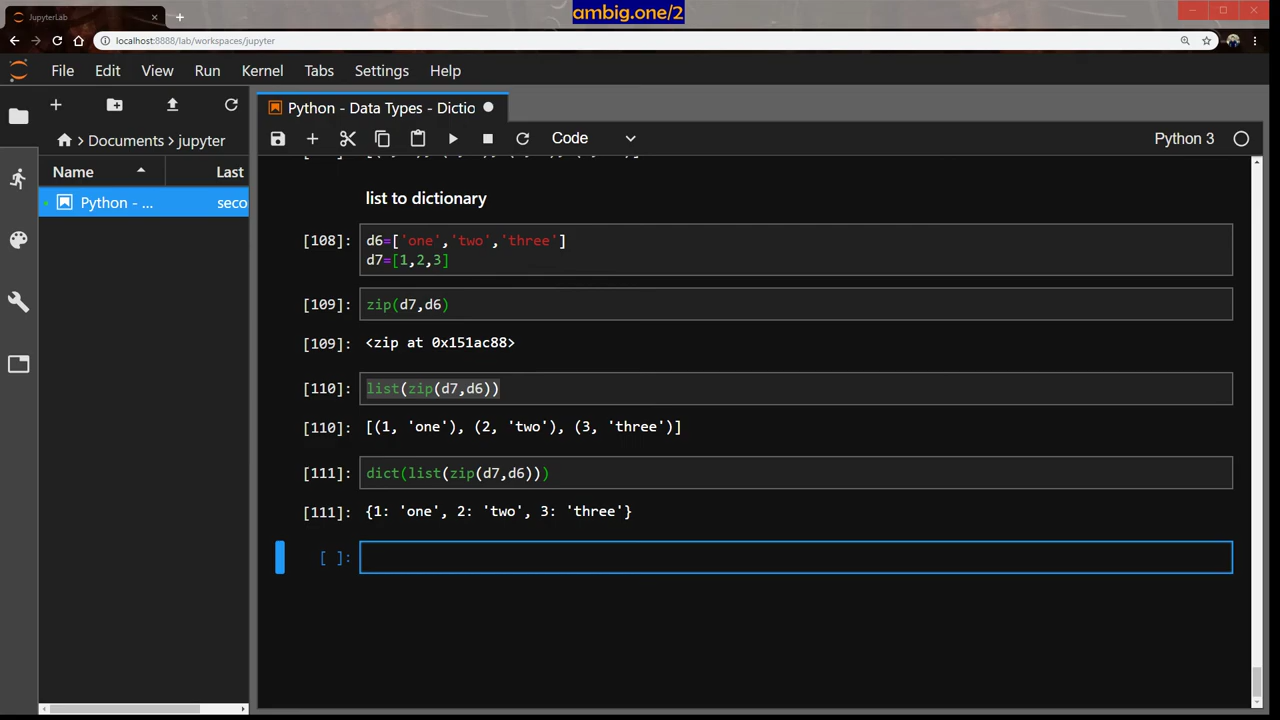 ambig.one/2
JupyterLab
localhost:8888/lab/workspaces/jupyter
File Edit View Run Kernel Tabs Settings Help
Python - Data Types - Dictio
Documents > jupyter
Code
Python 3
Name
Last
Python - ...
seco
list to dictionary
[108]:
d6=['one','two','three']
d7=[1,2,3]
[109]:
zip(d7,d6)
[109]:
<zip at 0x151ac88>
[110]:
list(zip(d7,d6))
[110]:
[(1, 'one'), (2, 'two'), (3, 'three')]
[111]:
dict(list(zip(d7,d6)))
[111]:
{1: 'one', 2: 'two', 3: 'three'}
[ ]: